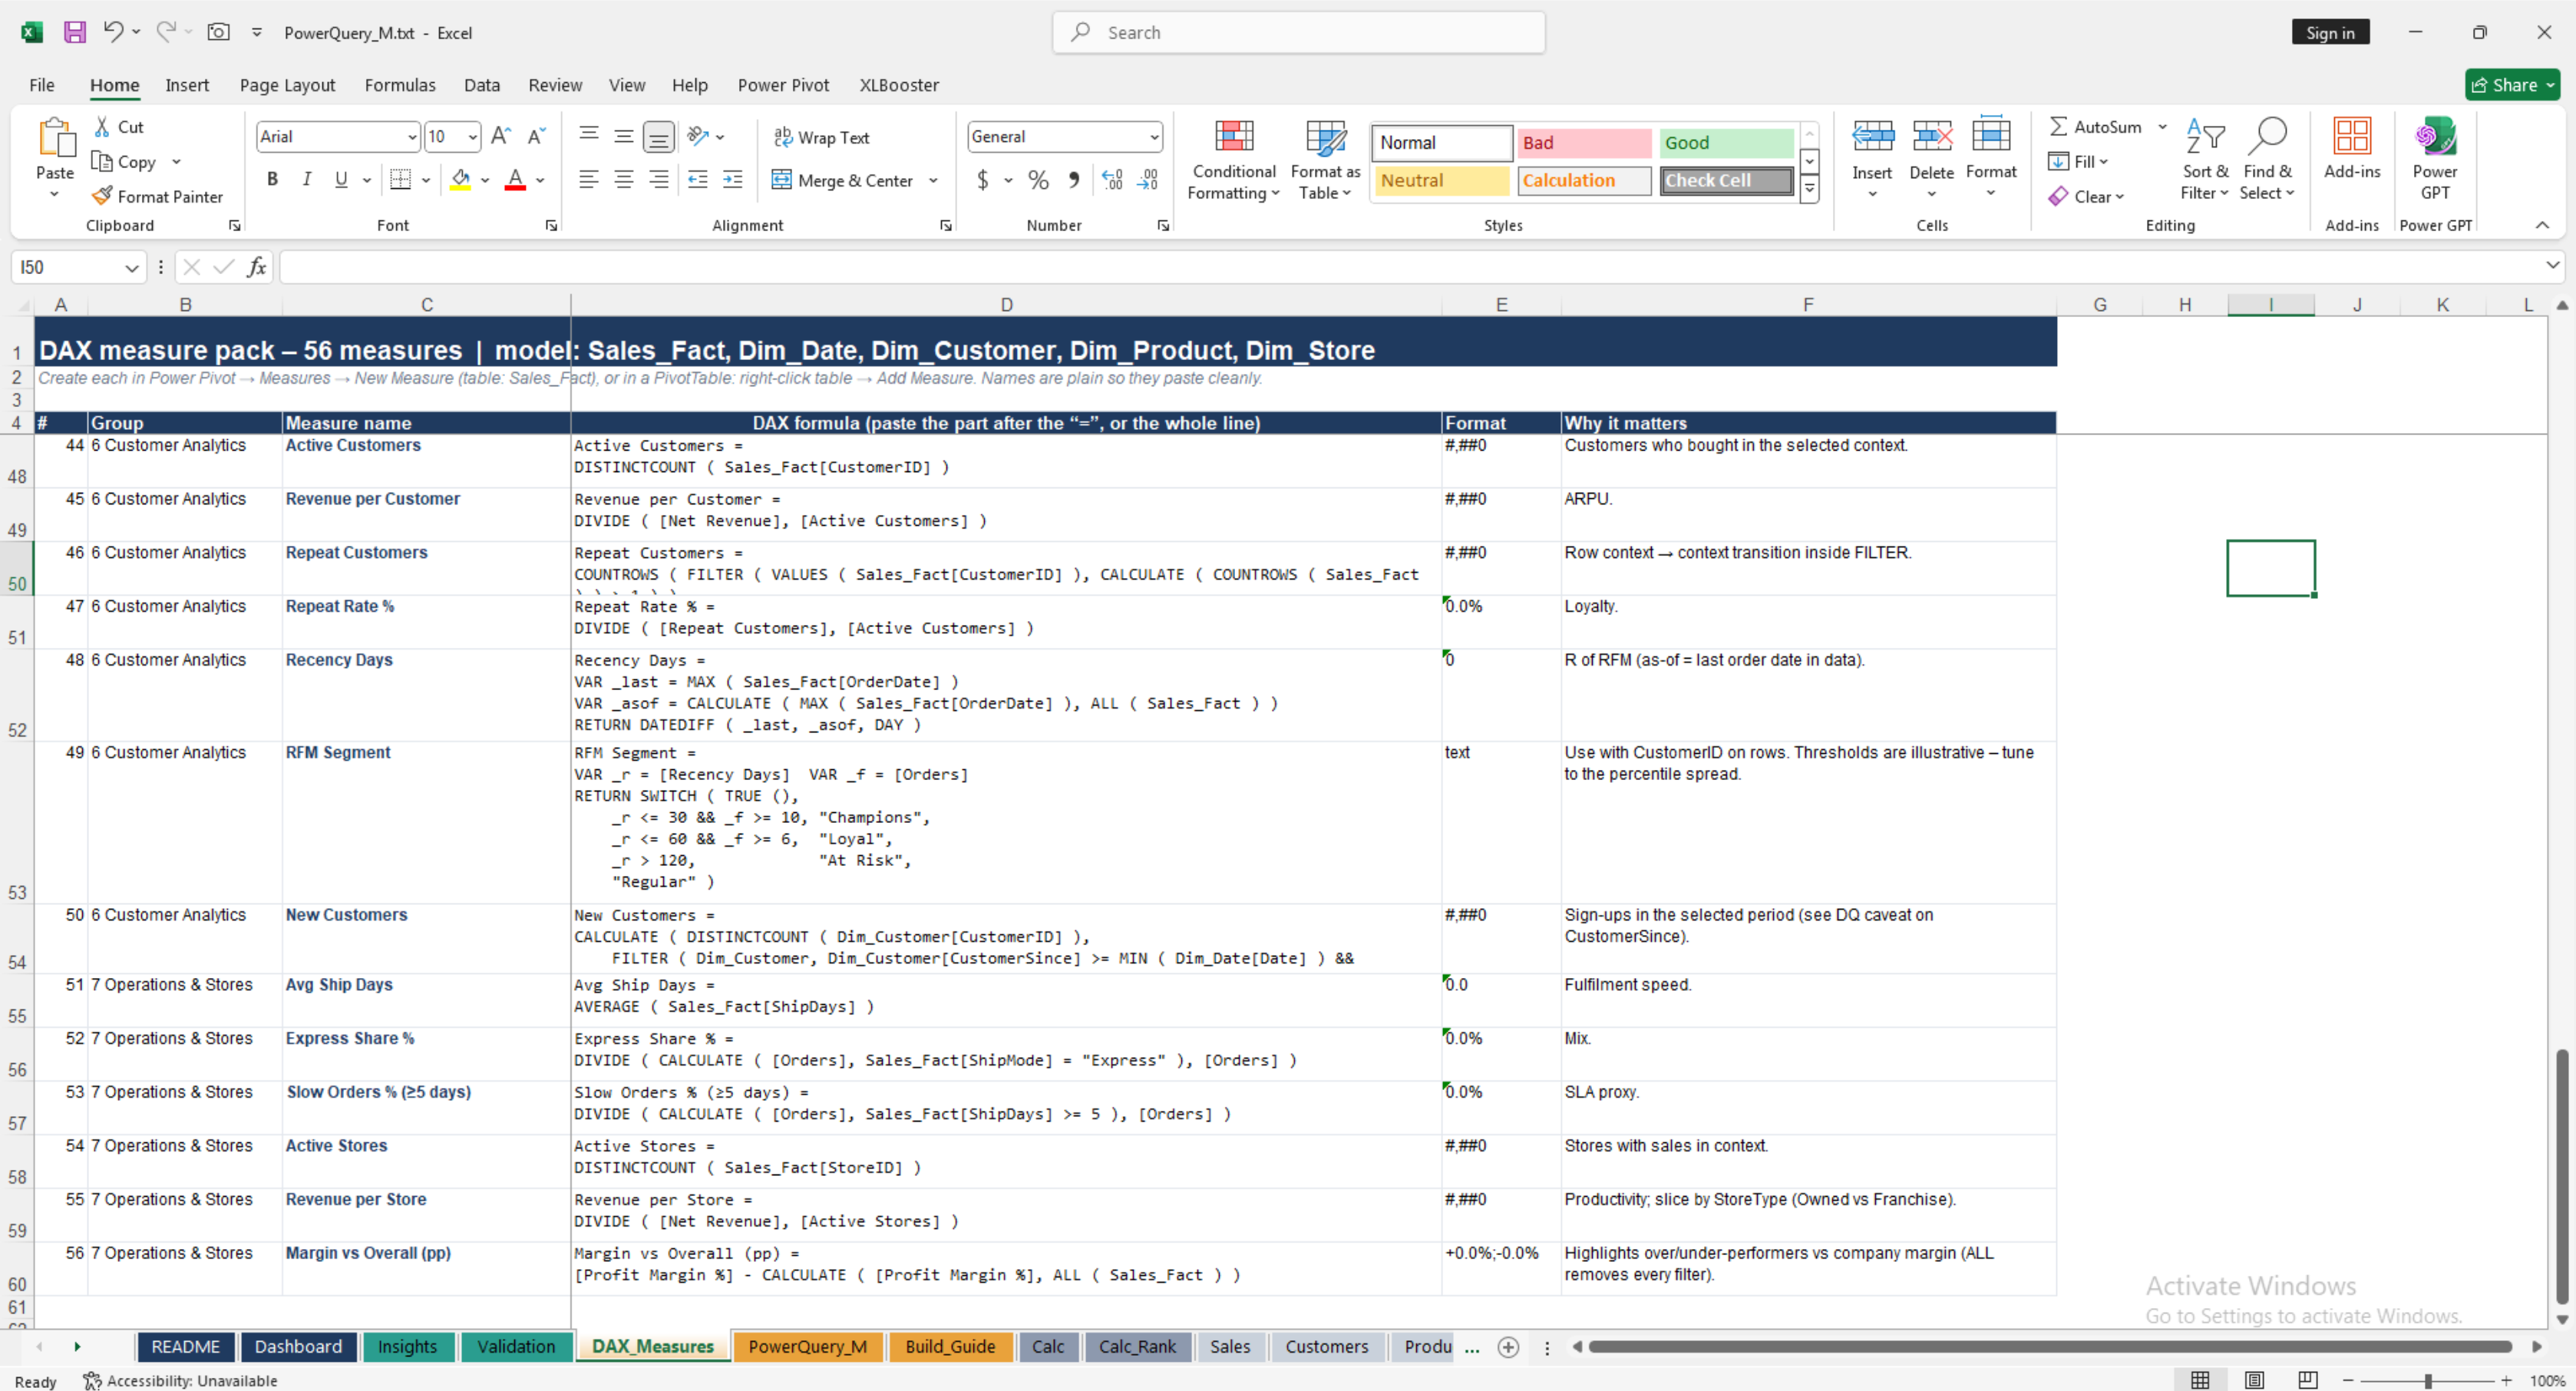 PowerQuery_M.txt - Excel
Search
Sign in
File Home Insert Page Layout Formulas Data Review View Help Power Pivot XLBooster
Share
Paste
Cut
Copy
Format Painter
Clipboard
Arial 10
B I U
Font
Wrap Text
Merge & Center
Alignment
General
$ % ,
Number
Conditional Formatting
Format as Table
Normal Bad Good
Neutral Calculation Check Cell
Styles
Insert Delete Format
Cells
AutoSum
Fill
Clear
Sort & Filter
Find & Select
Editing
Add-ins
Add-ins
Power GPT
Power GPT
I50
fx
A B C D E F G H I J K L
1 DAX measure pack – 56 measures | model: Sales_Fact, Dim_Date, Dim_Customer, Dim_Product, Dim_Store
2 Create each in Power Pivot → Measures → New Measure (table: Sales_Fact), or in a PivotTable: right-click table → Add Measure. Names are plain so they paste cleanly.
3
4 # Group Measure name DAX formula (paste the part after the “=”, or the whole line) Format Why it matters
44 6 Customer Analytics Active Customers Active Customers = #,##0 Customers who bought in the selected context.
DISTINCTCOUNT ( Sales_Fact[CustomerID] )
48
45 6 Customer Analytics Revenue per Customer Revenue per Customer = #,##0 ARPU.
DIVIDE ( [Net Revenue], [Active Customers] )
49
46 6 Customer Analytics Repeat Customers Repeat Customers = #,##0 Row context → context transition inside FILTER.
COUNTROWS ( FILTER ( VALUES ( Sales_Fact[CustomerID] ), CALCULATE ( COUNTROWS ( Sales_Fact
50
47 6 Customer Analytics Repeat Rate % Repeat Rate % = 0.0% Loyalty.
DIVIDE ( [Repeat Customers], [Active Customers] )
51
48 6 Customer Analytics Recency Days Recency Days = 0 R of RFM (as-of = last order date in data).
VAR _last = MAX ( Sales_Fact[OrderDate] )
VAR _asof = CALCULATE ( MAX ( Sales_Fact[OrderDate] ), ALL ( Sales_Fact ) )
RETURN DATEDIFF ( _last, _asof, DAY )
52
49 6 Customer Analytics RFM Segment RFM Segment = text Use with CustomerID on rows. Thresholds are illustrative – tune
VAR _r = [Recency Days]  VAR _f = [Orders] to the percentile spread.
RETURN SWITCH ( TRUE (),
_r <= 30 && _f >= 10, "Champions",
_r <= 60 && _f >= 6,  "Loyal",
_r > 120,             "At Risk",
"Regular" )
53
50 6 Customer Analytics New Customers New Customers = #,##0 Sign-ups in the selected period (see DQ caveat on
CALCULATE ( DISTINCTCOUNT ( Dim_Customer[CustomerID] ), CustomerSince).
FILTER ( Dim_Customer, Dim_Customer[CustomerSince] >= MIN ( Dim_Date[Date] ) &&
54
51 7 Operations & Stores Avg Ship Days Avg Ship Days = 0.0 Fulfilment speed.
AVERAGE ( Sales_Fact[ShipDays] )
55
52 7 Operations & Stores Express Share % Express Share % = 0.0% Mix.
DIVIDE ( CALCULATE ( [Orders], Sales_Fact[ShipMode] = "Express" ), [Orders] )
56
53 7 Operations & Stores Slow Orders % (≥5 days) Slow Orders % (≥5 days) = 0.0% SLA proxy.
DIVIDE ( CALCULATE ( [Orders], Sales_Fact[ShipDays] >= 5 ), [Orders] )
57
54 7 Operations & Stores Active Stores Active Stores = #,##0 Stores with sales in context.
DISTINCTCOUNT ( Sales_Fact[StoreID] )
58
55 7 Operations & Stores Revenue per Store Revenue per Store = #,##0 Productivity; slice by StoreType (Owned vs Franchise).
DIVIDE ( [Net Revenue], [Active Stores] )
59
56 7 Operations & Stores Margin vs Overall (pp) Margin vs Overall (pp) = +0.0%;-0.0% Highlights over/under-performers vs company margin (ALL
[Profit Margin %] - CALCULATE ( [Profit Margin %], ALL ( Sales_Fact ) ) removes every filter).
60
61
Activate Windows
Go to Settings to activate Windows.
README Dashboard Insights Validation DAX_Measures PowerQuery_M Build_Guide Calc Calc_Rank Sales Customers Produ ...
Ready Accessibility: Unavailable 100%